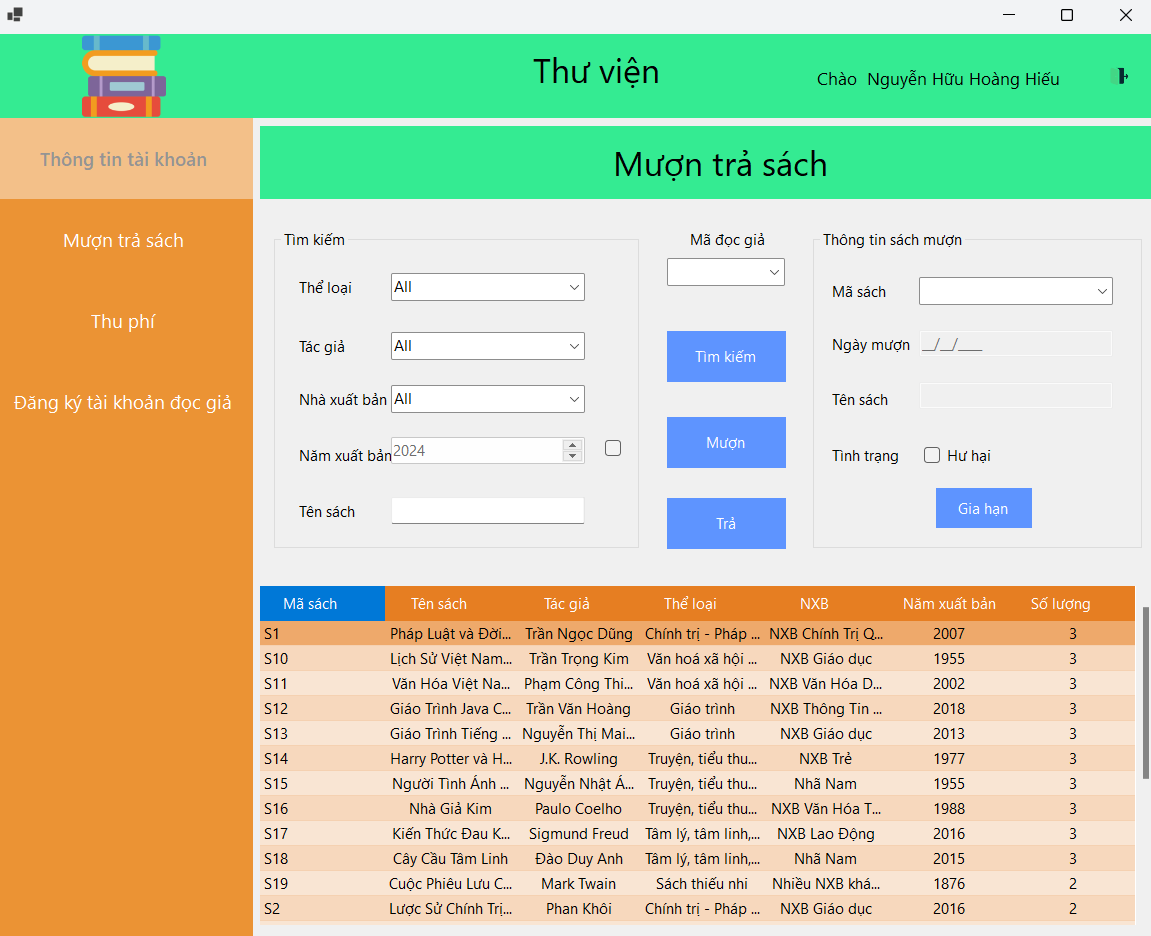 Thư viện
Chào Nguyễn Hữu Hoàng Hiếu
Thông tin tài khoản
Mượn trả sách
Thu phí
Đăng ký tài khoản đọc giả
Mượn trả sách
Tìm kiếm
Thể loại All
Tác giả All
Nhà xuất bản All
Năm xuất bản 2024
Tên sách
Mã đọc giả
Tìm kiếm
Mượn
Trả
Thông tin sách mượn
Mã sách
Ngày mượn __/__/____
Tên sách
Tình trạng Hư hại
Gia hạn
Mã sách Tên sách Tác giả Thể loại NXB Năm xuất bản Số lượng
S1 Pháp Luật và Đời... Trần Ngọc Dũng Chính trị - Pháp ... NXB Chính Trị Q... 2007 3
S10 Lịch Sử Việt Nam... Trần Trọng Kim Văn hoá xã hội ... NXB Giáo dục 1955 3
S11 Văn Hóa Việt Na... Phạm Công Thi... Văn hoá xã hội ... NXB Văn Hóa D... 2002 3
S12 Giáo Trình Java C... Trần Văn Hoàng Giáo trình NXB Thông Tin ... 2018 3
S13 Giáo Trình Tiếng ... Nguyễn Thị Mai... Giáo trình NXB Giáo dục 2013 3
S14 Harry Potter và H... J.K. Rowling Truyện, tiểu thu... NXB Trẻ 1977 3
S15 Người Tình Ánh ... Nguyễn Nhật Á... Truyện, tiểu thu... Nhã Nam 1955 3
S16 Nhà Giả Kim Paulo Coelho Truyện, tiểu thu... NXB Văn Hóa T... 1988 3
S17 Kiến Thức Đau K... Sigmund Freud Tâm lý, tâm linh,... NXB Lao Động 2016 3
S18 Cây Cầu Tâm Linh Đào Duy Anh Tâm lý, tâm linh,... Nhã Nam 2015 3
S19 Cuộc Phiêu Lưu C... Mark Twain Sách thiếu nhi Nhiều NXB khá... 1876 2
S2 Lược Sử Chính Trị... Phan Khôi Chính trị - Pháp ... NXB Giáo dục 2016 2